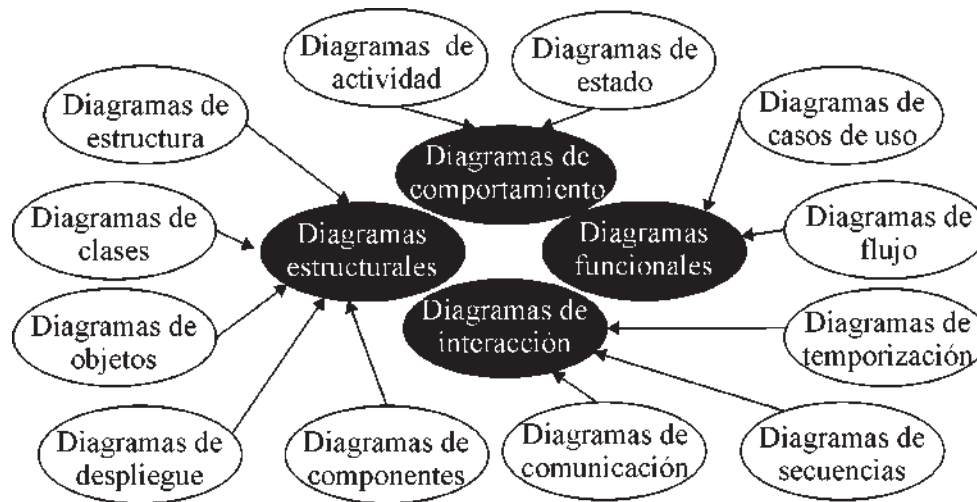 Diagramas de
actividad
Diagramas de
estado
Diagramas de
estructura
Diagramas de
casos de uso
Diagramas de
comportamiento
Diagramas de
clases
Diagramas
estructurales
Diagramas
funcionales
Diagramas de
flujo
Diagramas de
objetos
Diagramas de
interacción
Diagramas de
temporización
Diagramas de
despliegue
Diagramas de
componentes
Diagramas de
comunicación
Diagramas de
secuencias